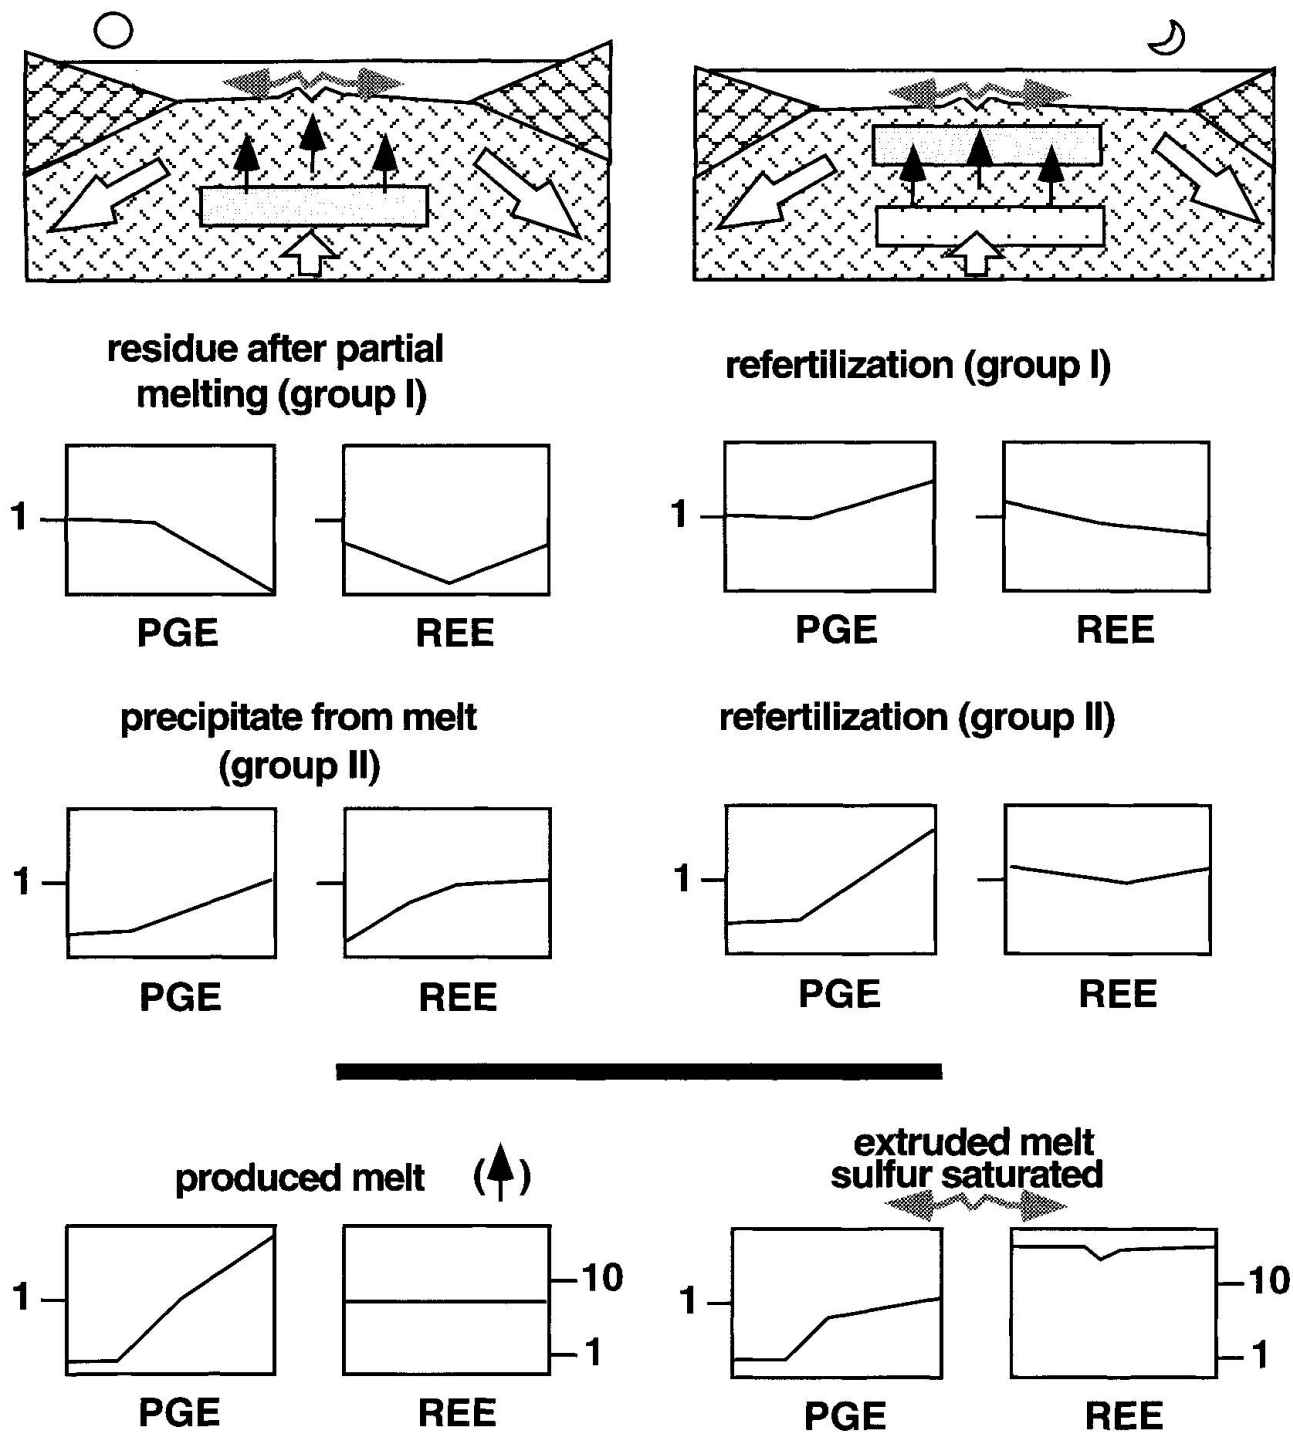 residue after partial
melting (group I)
refertilization (group I)
1
PGE
REE
1
PGE
REE
precipitate from melt
(group II)
refertilization (group II)
1
PGE
REE
1
PGE
REE
produced melt ( )
extruded melt
sulfur saturated
1
PGE
10
1
REE
1
PGE
10
1
REE